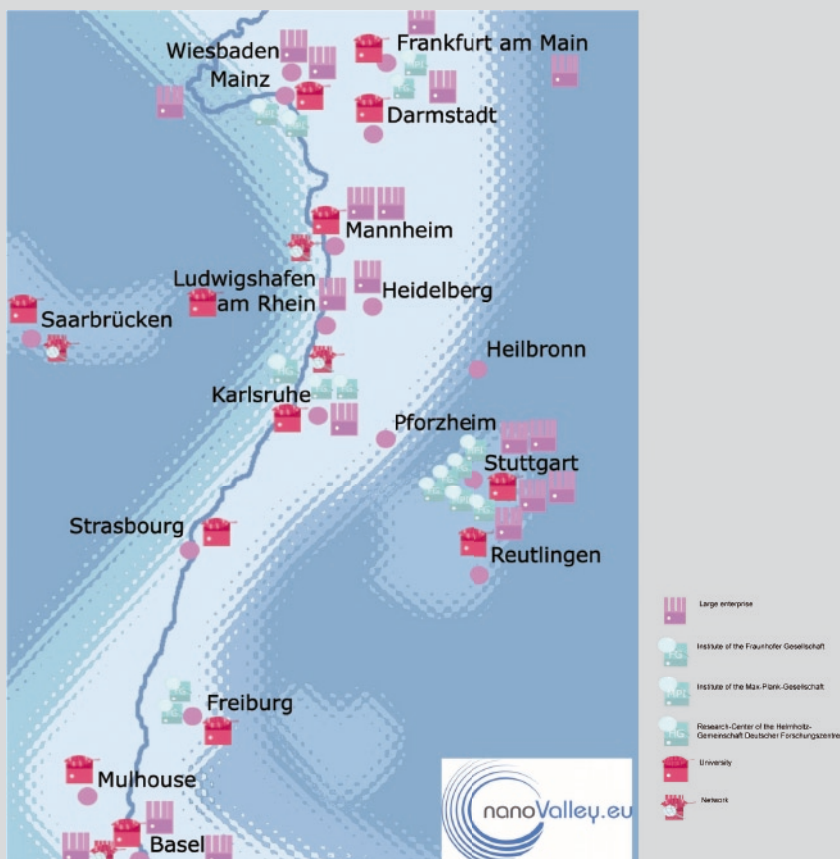 Wiesbaden
Frankfurt am Main
Mainz
Darmstadt
Mannheim
Ludwigshafen
am Rhein
Heidelberg
Saarbrücken
Heilbronn
Karlsruhe
Pforzheim
Stuttgart
Strasbourg
Reutlingen
Freiburg
Mulhouse
Basel
nanoValley.eu
Large enterprise
Institute of the Fraunhofer Gesellschaft
Institute of the Max-Plank-Gesellschaft
Research-Center of the Helmholtz-
Gemeinschaft Deutscher Forschungszentre
University
Network